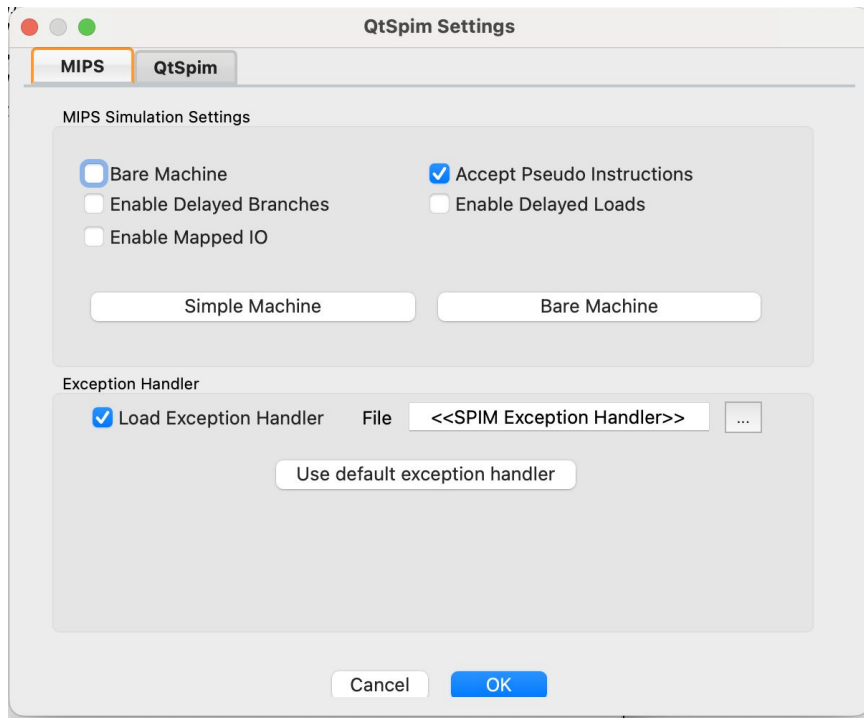 QtSpim Settings
MIPS QtSpim
MIPS Simulation Settings
Bare Machine Accept Pseudo Instructions
Enable Delayed Branches Enable Delayed Loads
Enable Mapped IO
Simple Machine Bare Machine
Exception Handler
Load Exception Handler File <<SPIM Exception Handler>> ...
Use default exception handler
Cancel OK